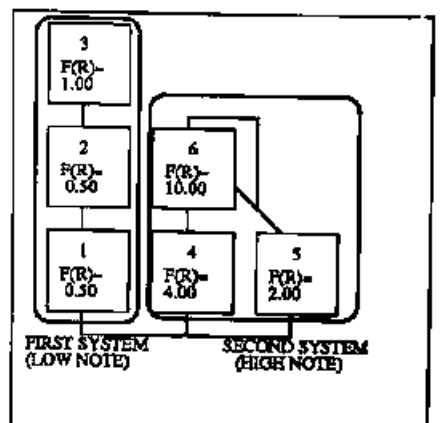 3
F(R)=
1.00
2
F(R)=
0.50
1
F(R)=
0.50
6
F(R)=
10.00
4
F(R)=
4.00
5
F(R)=
2.00
FIRST SYSTEM
(LOW NOTE)
SECOND SYSTEM
(HIGH NOTE)